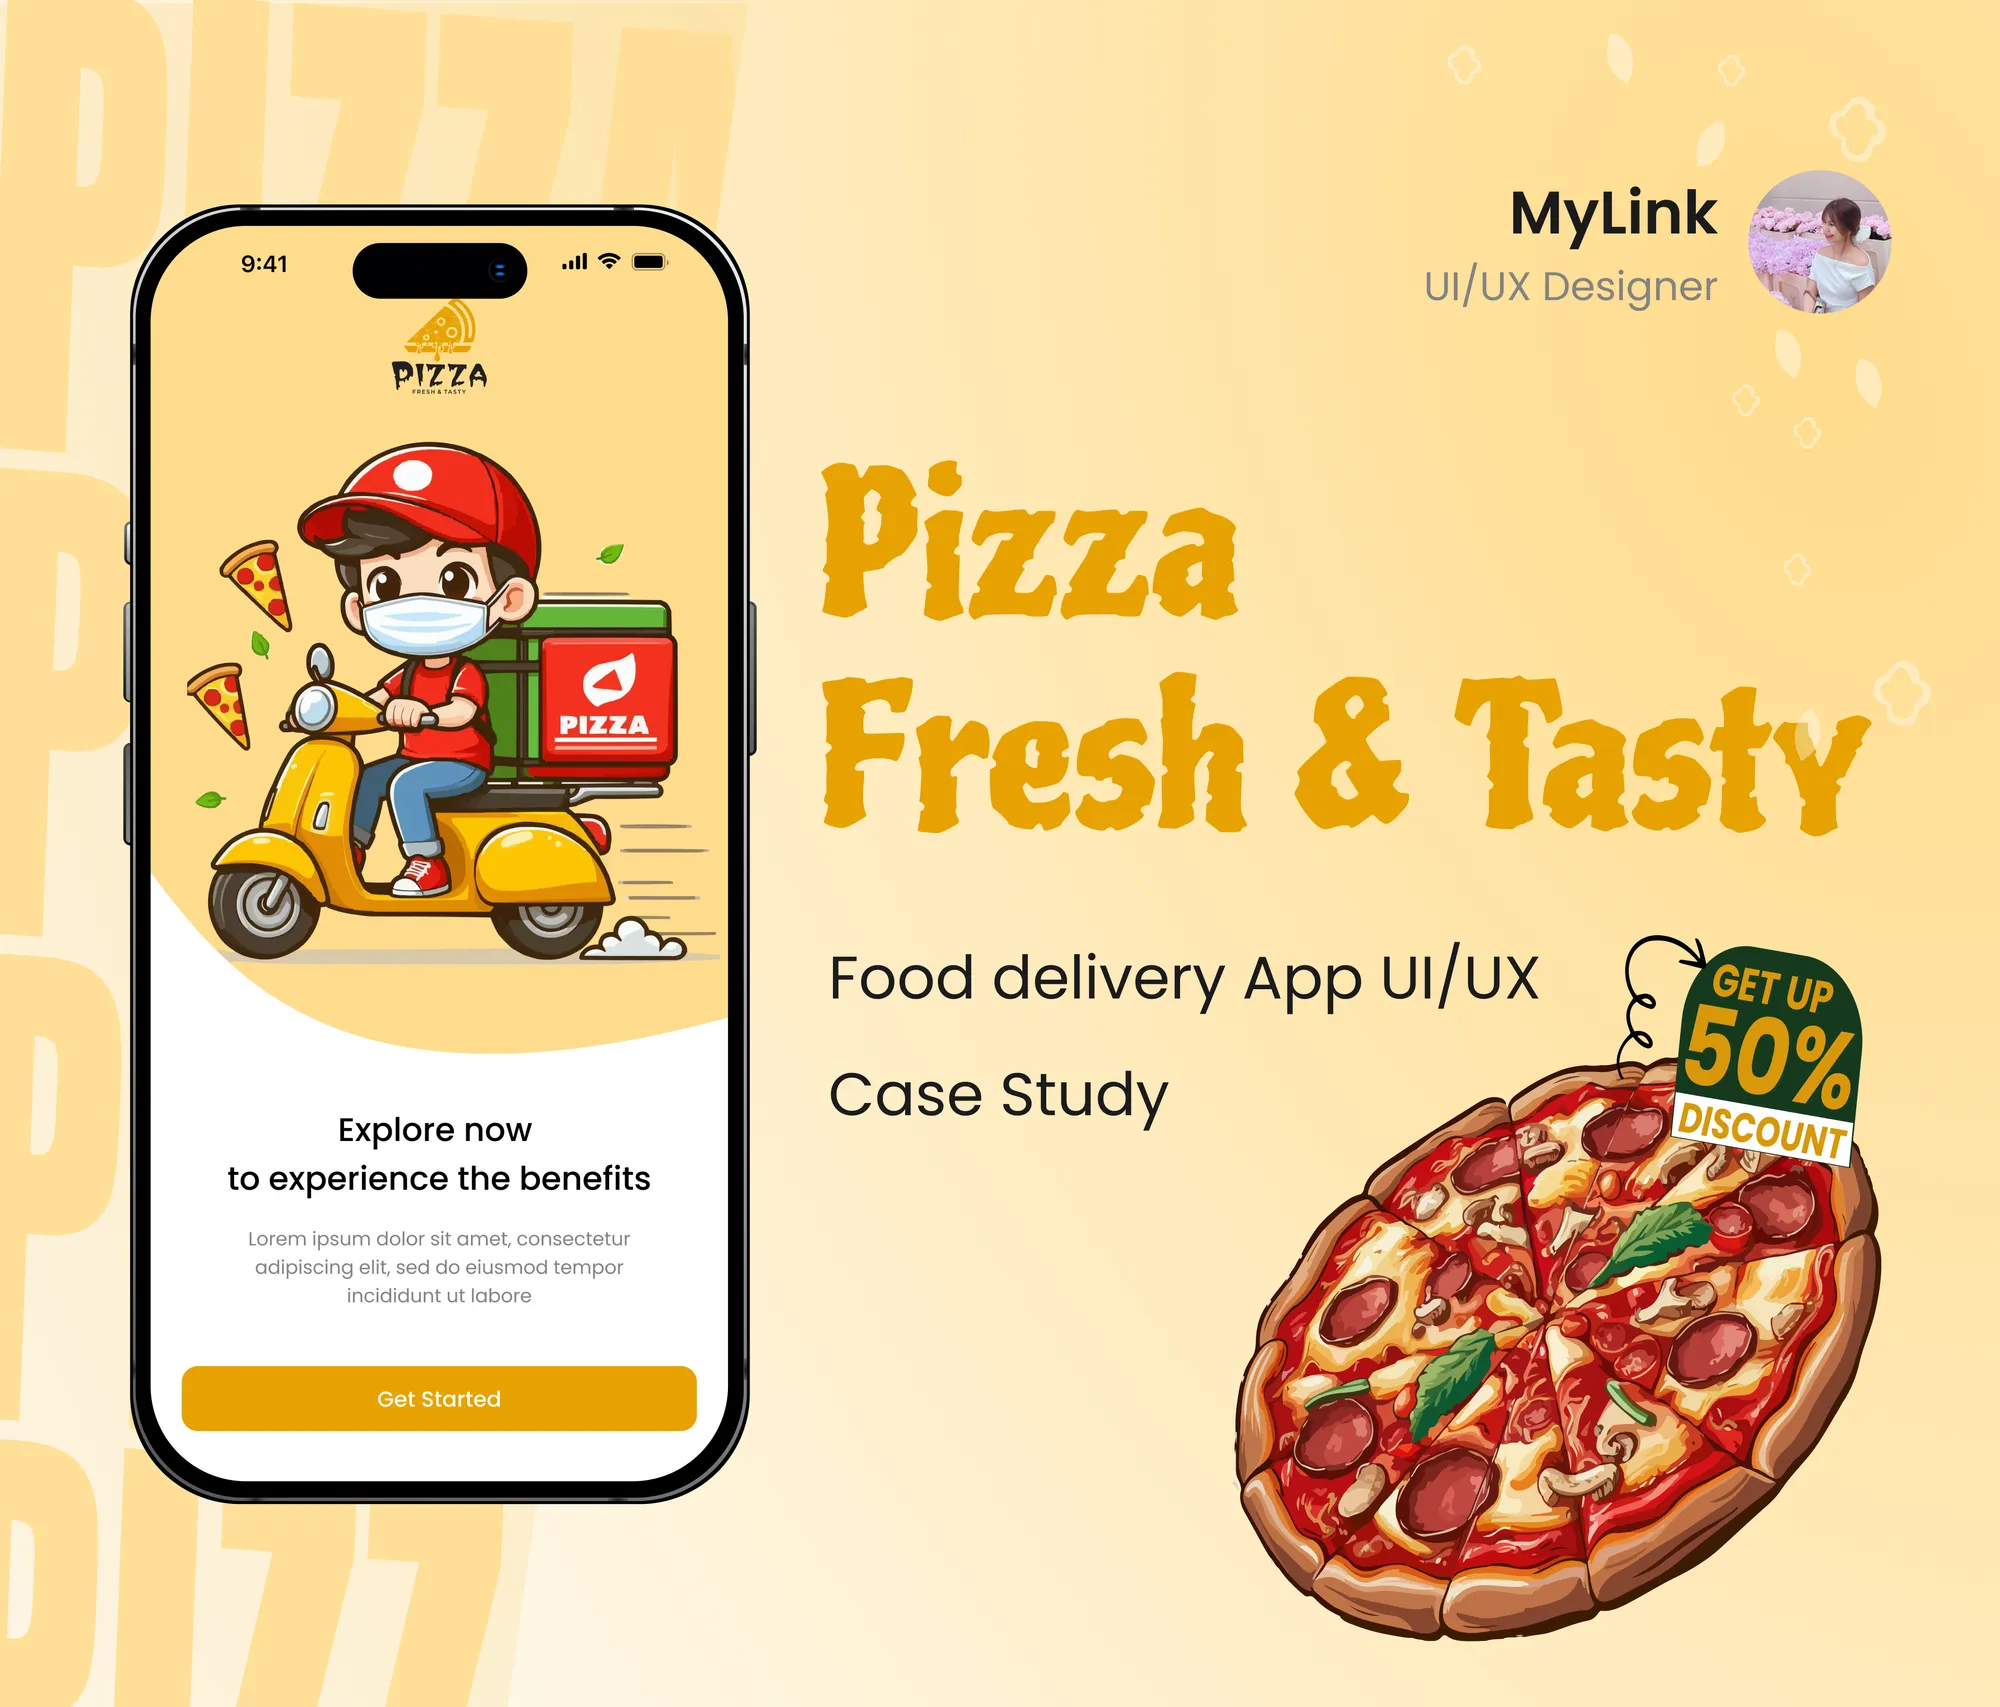 PIZZA
MyLink
UI/UX Designer
9:41
PIZZA
FRESH & TASTY
PIZZA
Explore now
to experience the benefits
Lorem ipsum dolor sit amet, consectetur
adipiscing elit, sed do eiusmod tempor
incididunt ut labore
Get Started
Pizza
Fresh & Tasty
Food delivery App UI/UX
Case Study
GET UP
50%
DISCOUNT
P
P
PIZZ